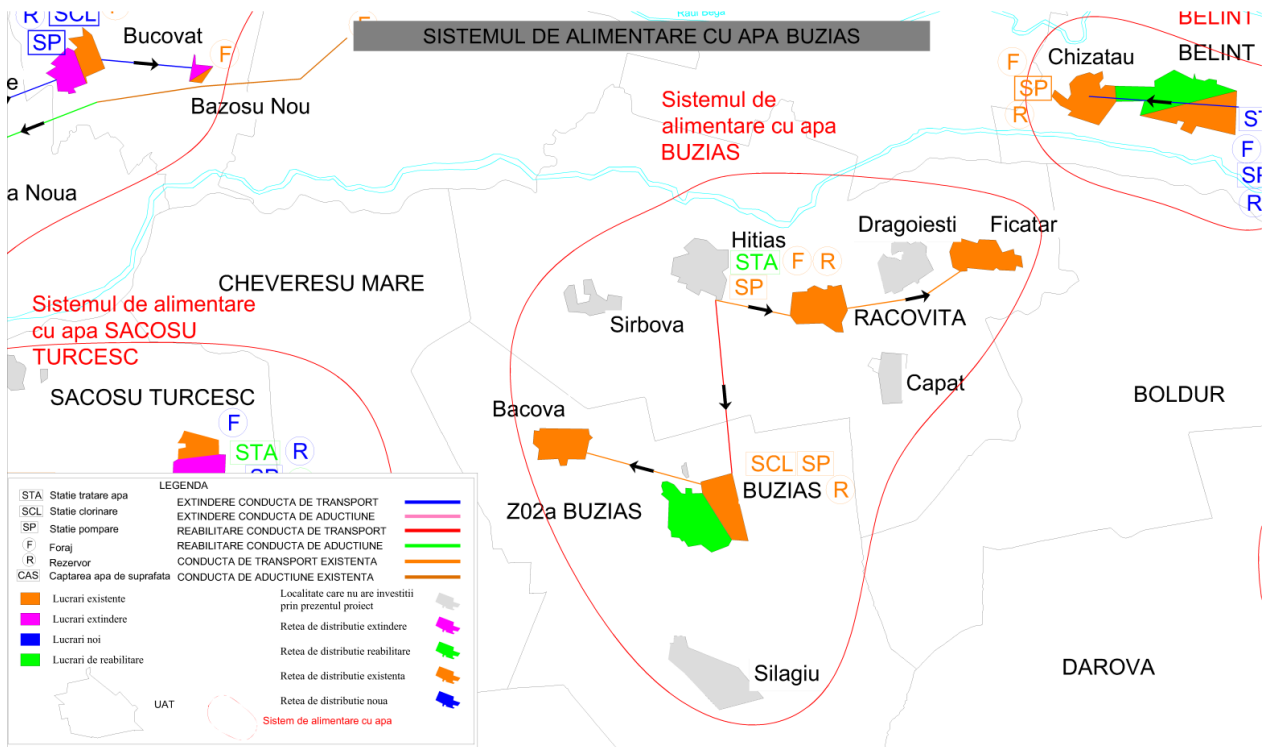 R SCL
SP
Bucovat
F
F
SISTEMUL DE ALIMENTARE CU APA BUZIAS
BELINT
BELINT
Chizatau
F
SP
R
ST
F
SP
R
e
Bazosu Nou
a Noua
Sistemul de
alimentare cu apa
BUZIAS
Hitias
STA F R
SP
Dragoiesti
Ficatar
CHEVERESU MARE
Sistemul de alimentare
cu apa SACOSU
TURCESC
Sirbova
RACOVITA
Capat
BOLDUR
SACOSU TURCESC
F
STA R
SP
Bacova
SCL SP
BUZIAS R
Z02a BUZIAS
Silagiu
DAROVA
LEGENDA
STA Statie tratare apa
SCL Statie clorinare
SP Statie pompare
F Foraj
R Rezervor
CAS Captarea apa de suprafata
EXTINDERE CONDUCTA DE TRANSPORT
EXTINDERE CONDUCTA DE ADUCTIUNE
REABILITARE CONDUCTA DE TRANSPORT
REABILITARE CONDUCTA DE ADUCTIUNE
CONDUCTA DE TRANSPORT EXISTENTA
CONDUCTA DE ADUCTIUNE EXISTENTA
Lucrari existente
Lucrari extindere
Lucrari noi
Lucrari de reabilitare
Localitate care nu are investitii
prin prezentul proiect
Retea de distributie extindere
Retea de distributie reabilitare
Retea de distributie existenta
Retea de distributie noua
UAT
Sistem de alimentare cu apa